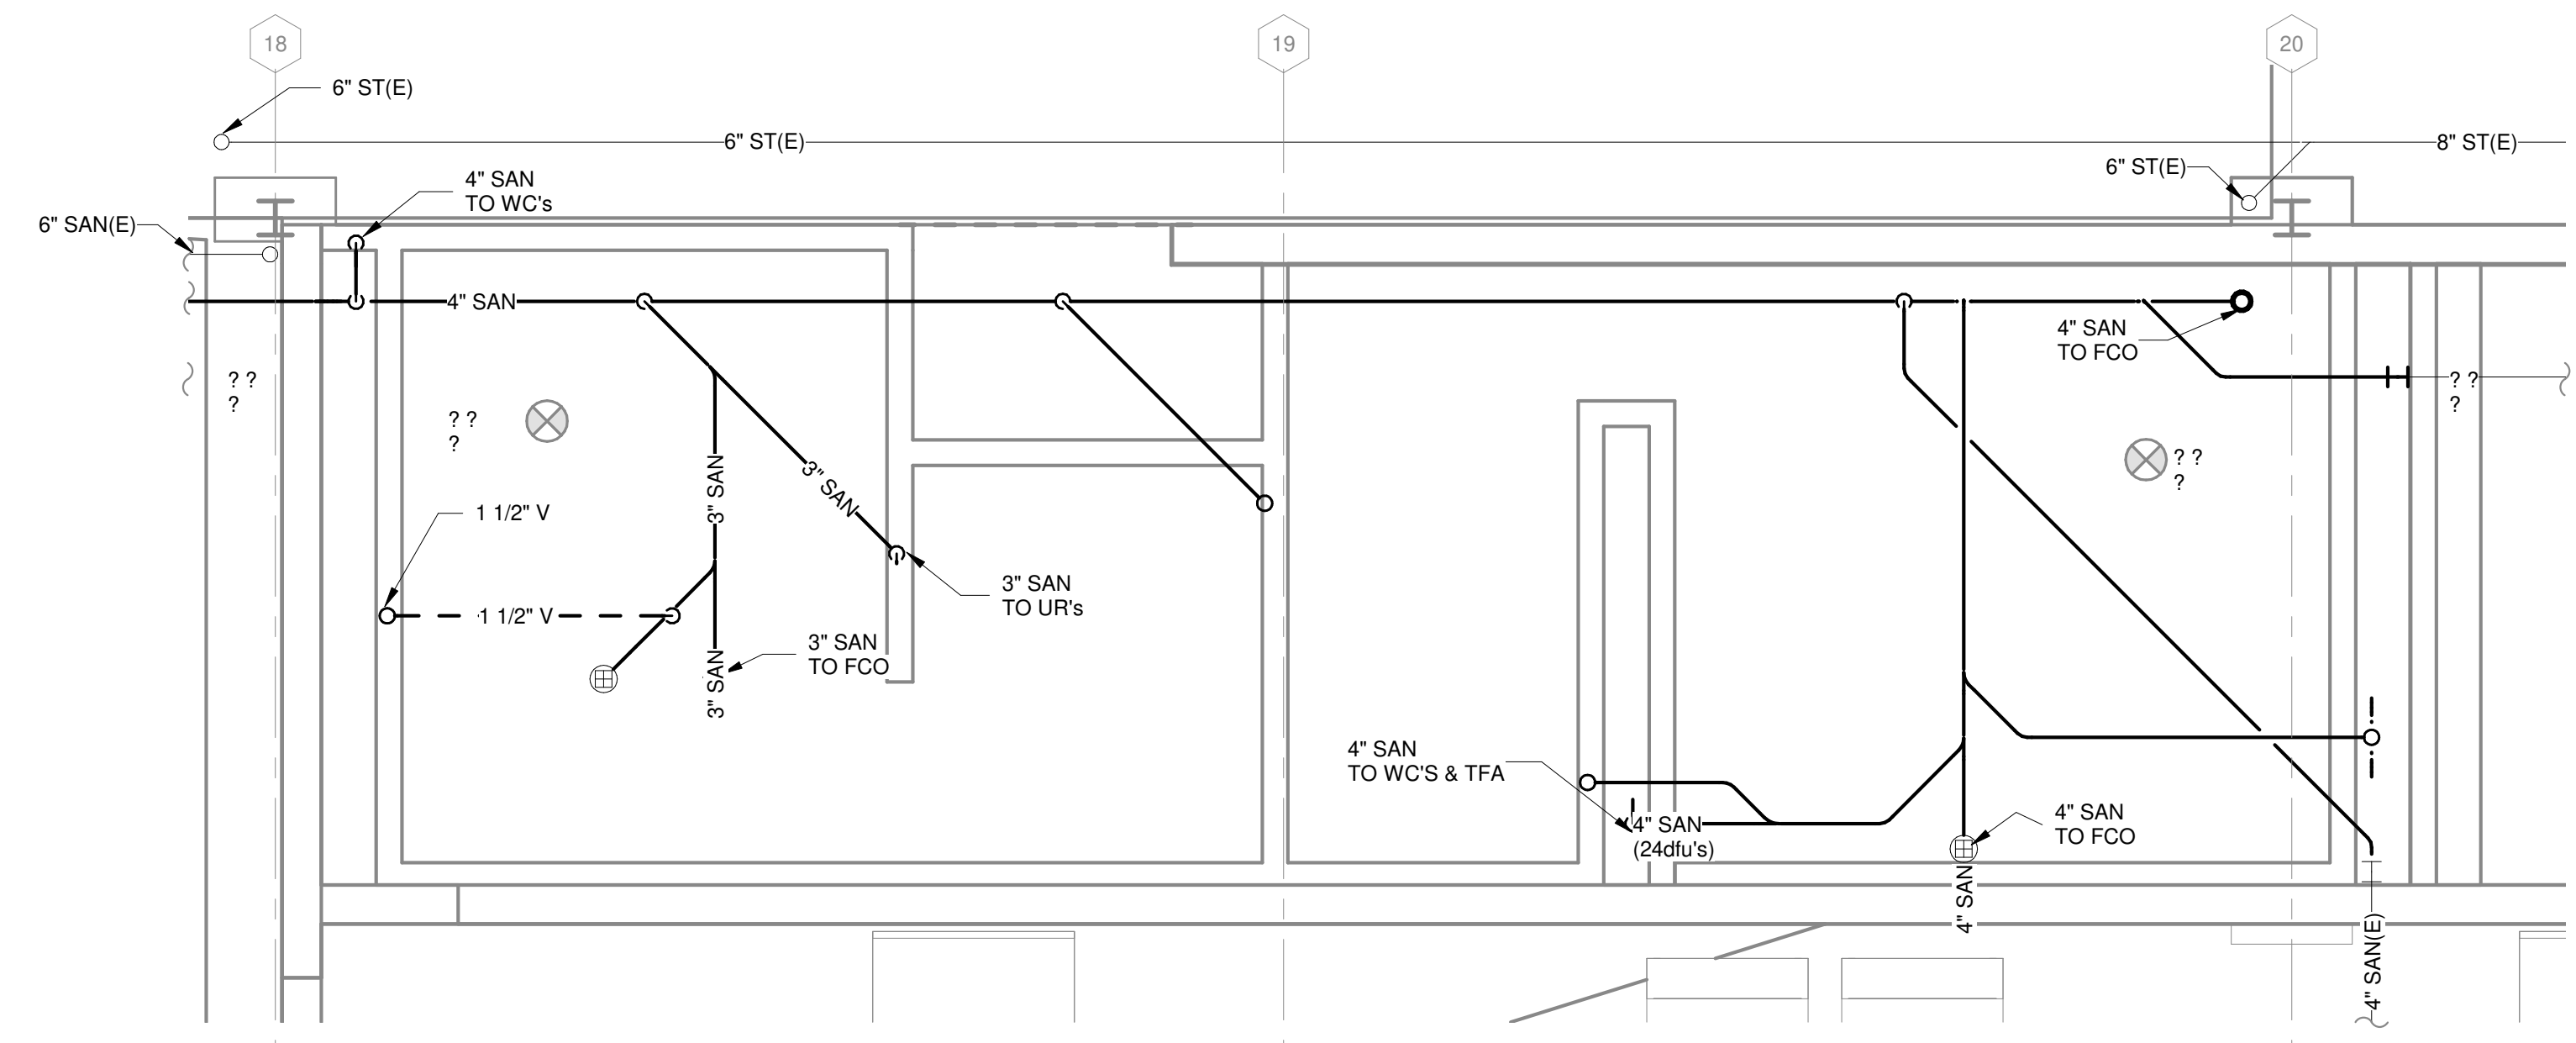 18
19
20
6" ST(E)
6" ST(E)
8" ST(E)
6" ST(E)
4" SAN
TO WC's
6" SAN(E)
4" SAN
4" SAN
TO FCO
? ?
?
? ?
?
? ?
?
? ?
?
3" SAN
3" SAN
1 1/2" V
1 1/2" V
3" SAN
TO UR's
3" SAN
TO FCO
3" SAN
4" SAN
TO WC'S & TFA
4" SAN
(24dfu's)
4" SAN
TO FCO
4" SAN
4" SAN(E)